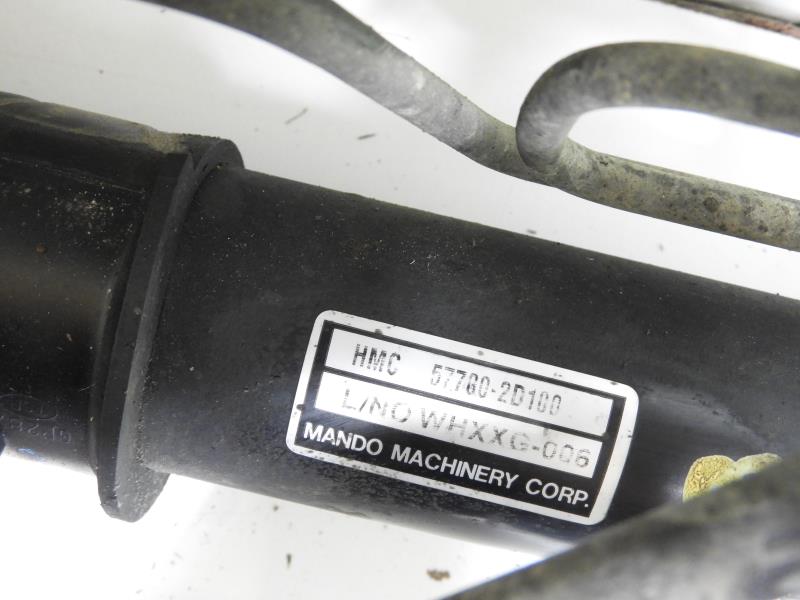 HMC 57700-2D100
L/NO WHXXG-006
MANDO MACHINERY CORP.